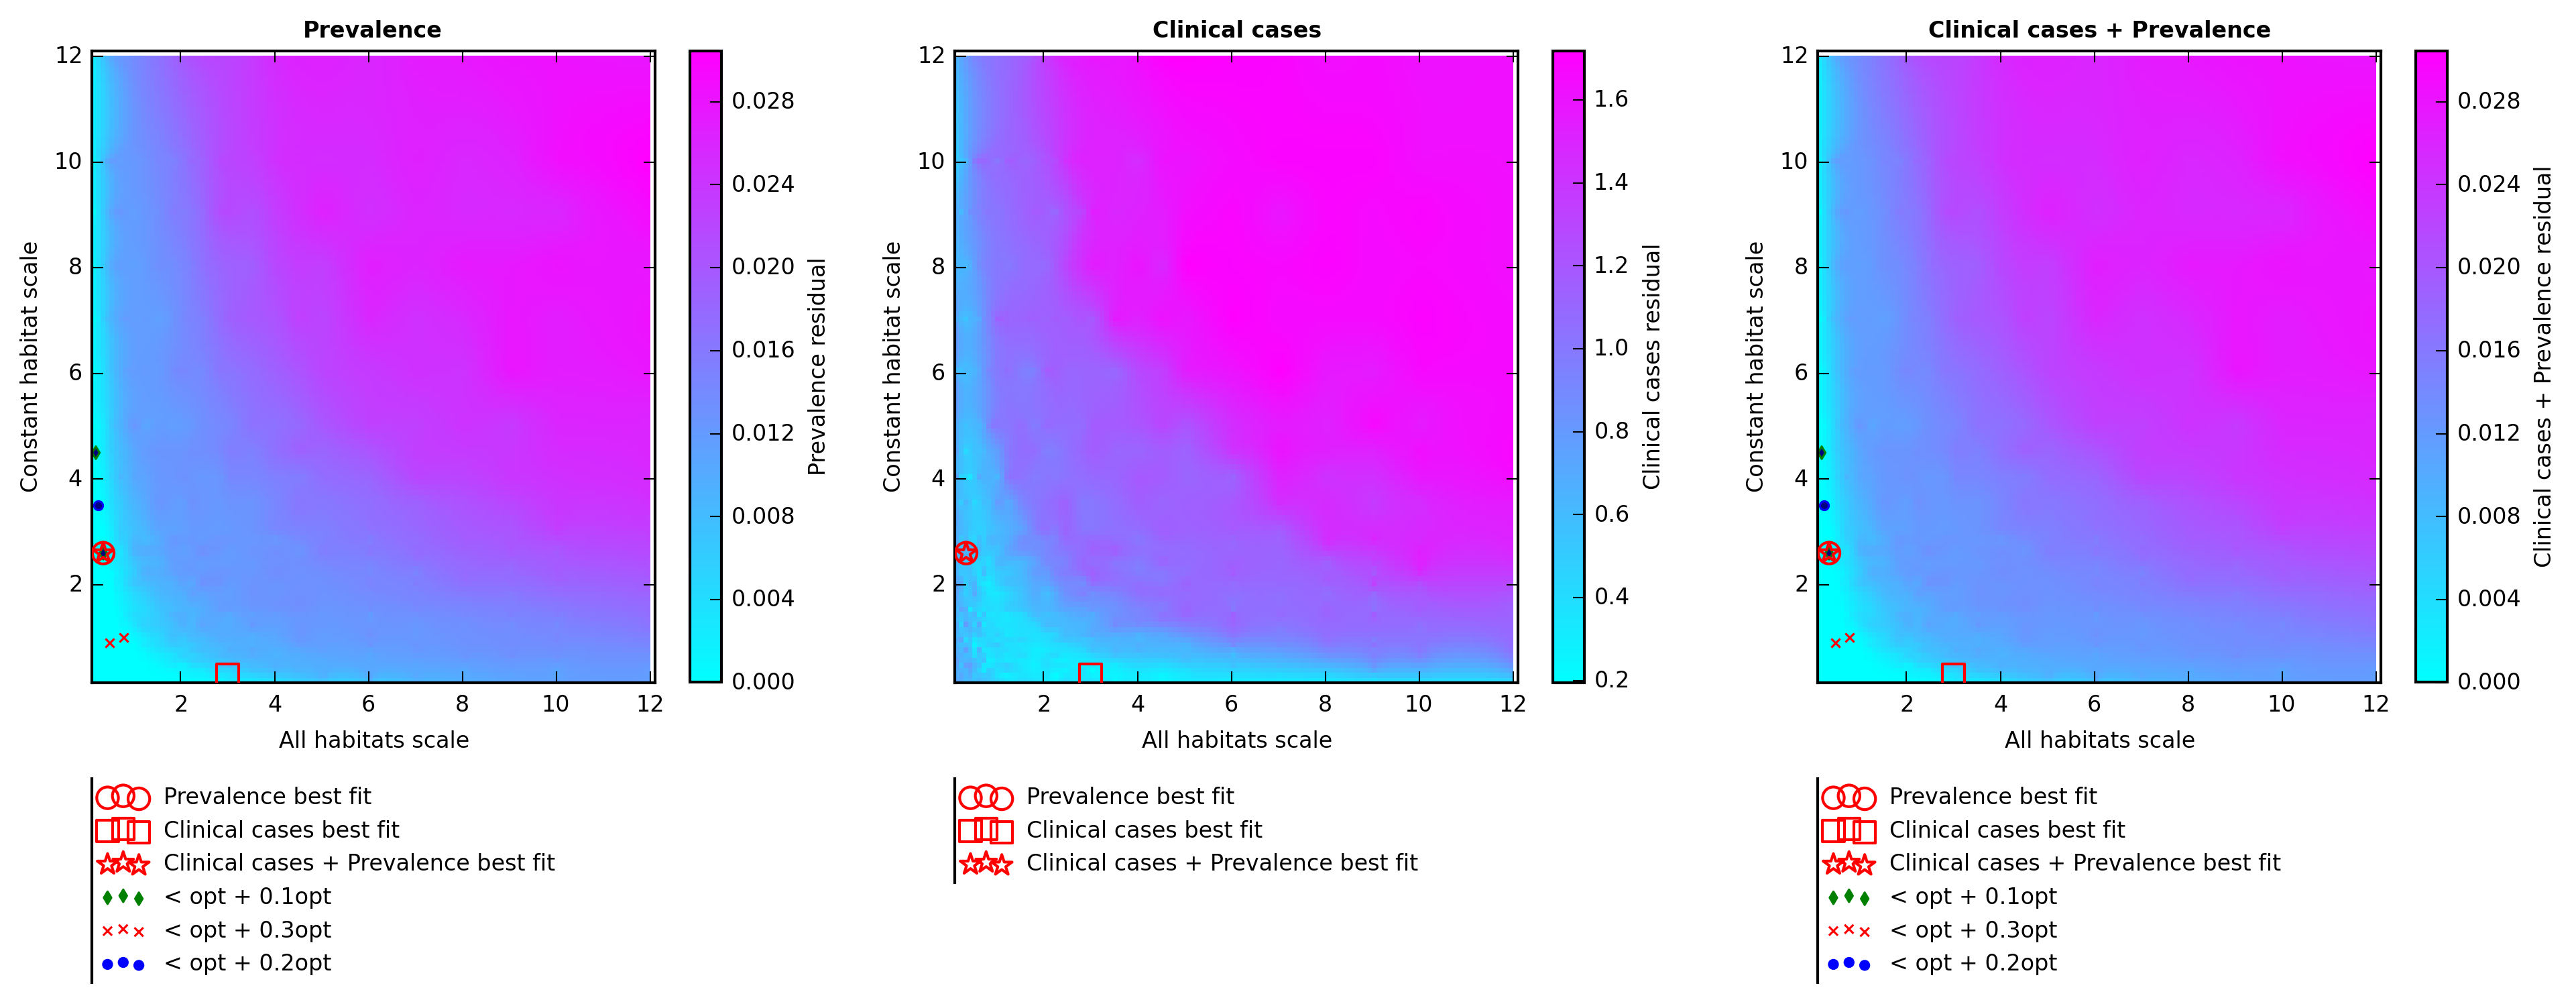 Prevalence
Constant habitat scale
12
10
8
6
4
2
2 4 6 8 10 12
All habitats scale
0.028
0.024
0.020
0.016
0.012
0.008
0.004
0.000
Prevalence residual
Prevalence best fit
Clinical cases best fit
Clinical cases + Prevalence best fit
< opt + 0.1opt
< opt + 0.3opt
< opt + 0.2opt
Clinical cases
Constant habitat scale
12
10
8
6
4
2
2 4 6 8 10 12
All habitats scale
1.6
1.4
1.2
1.0
0.8
0.6
0.4
0.2
Clinical cases residual
Prevalence best fit
Clinical cases best fit
Clinical cases + Prevalence best fit
Clinical cases + Prevalence
Constant habitat scale
12
10
8
6
4
2
2 4 6 8 10 12
All habitats scale
0.028
0.024
0.020
0.016
0.012
0.008
0.004
0.000
Clinical cases + Prevalence residual
Prevalence best fit
Clinical cases best fit
Clinical cases + Prevalence best fit
< opt + 0.1opt
< opt + 0.3opt
< opt + 0.2opt